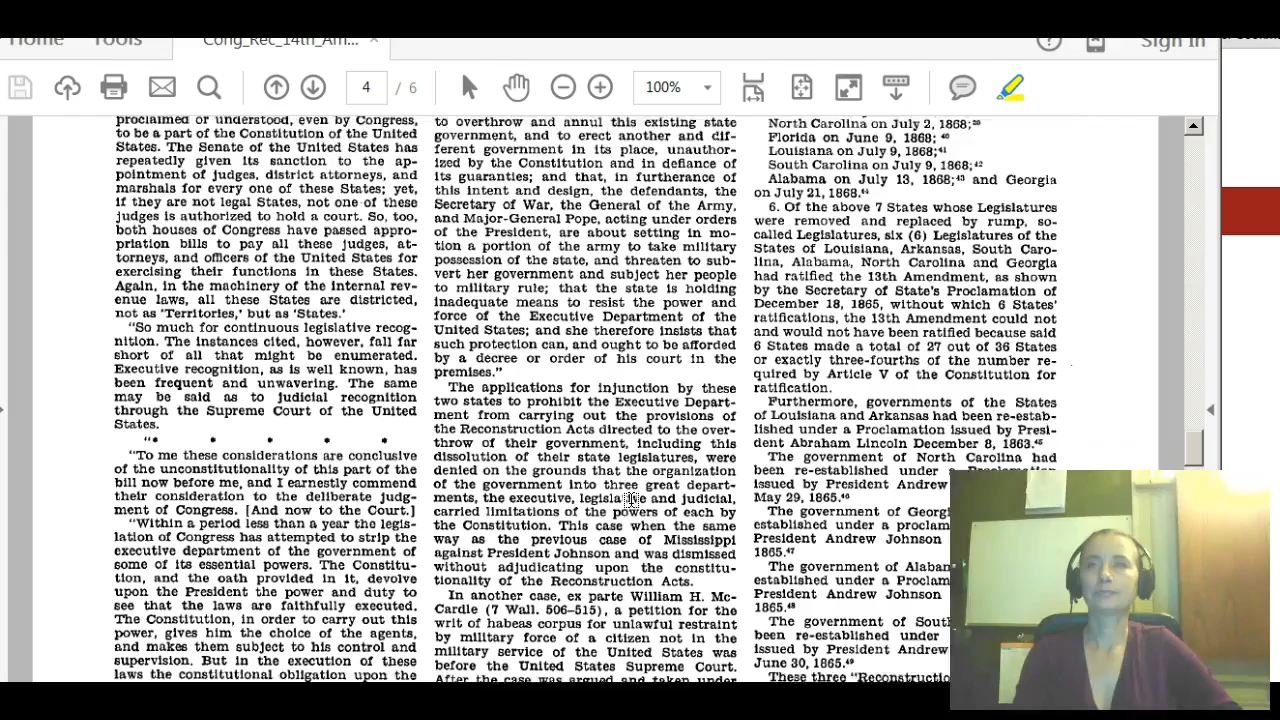 Home Tools Cong_Rec_14th_Am... × Sign In
4 / 6 100%
proclaimed or understood, even by Congress,
to be a part of the Constitution of the United
States. The Senate of the United States has
repeatedly given its sanction to the ap-
pointment of judges, district attorneys, and
marshals for every one of these States; yet,
if they are not legal States, not one of these
judges is authorized to hold a court. So, too,
both houses of Congress have passed appro-
priation bills to pay all these judges, at-
torneys, and officers of the United States for
exercising their functions in these States.
Again, in the machinery of the internal rev-
enue laws, all these States are districted,
not as 'Territories,' but as 'States.'
"So much for continuous legislative recog-
nition. The instances cited, however, fall far
short of all that might be enumerated.
Executive recognition, as is well known, has
been frequent and unwavering. The same
may be said as to judicial recognition
through the Supreme Court of the United
States.
"* * * * *
"To me these considerations are conclusive
of the unconstitutionality of this part of the
bill now before me, and I earnestly commend
their consideration to the deliberate judg-
ment of Congress. [And now to the Court.]
"Within a period less than a year the legis-
lation of Congress has attempted to strip the
executive department of the government of
some of its essential powers. The Constitu-
tion, and the oath provided in it, devolve
upon the President the power and duty to
see that the laws are faithfully executed.
The Constitution, in order to carry out this
power, gives him the choice of the agents,
and makes them subject to his control and
supervision. But in the execution of these
laws the constitutional obligation upon the
to overthrow and annul this existing state
government, and to erect another and dif-
ferent government in its place, unauthor-
ized by the Constitution and in defiance of
its guaranties; and that, in furtherance of
this intent and design, the defendants, the
Secretary of War, the General of the Army,
and Major-General Pope, acting under orders
of the President, are about setting in mo-
tion a portion of the army to take military
possession of the state, and threaten to sub-
vert her government and subject her people
to military rule; that the state is holding
inadequate means to resist the power and
force of the Executive Department of the
United States; and she therefore insists that
such protection can, and ought to be afforded
by a decree or order of his court in the
premises."
The applications for injunction by these
two states to prohibit the Executive Depart-
ment from carrying out the provisions of
the Reconstruction Acts directed to the over-
throw of their government, including this
dissolution of their state legislatures, were
denied on the grounds that the organization
of the government into three great depart-
ments, the executive, legislative and judicial,
carried limitations of the powers of each by
the Constitution. This case when the same
way as the previous case of Mississippi
against President Johnson and was dismissed
without adjudicating upon the constitu-
tionality of the Reconstruction Acts.
In another case, ex parte William H. Mc-
Cardle (7 Wall. 506–515), a petition for the
writ of habeas corpus for unlawful restraint
by military force of a citizen not in the
military service of the United States was
before the United States Supreme Court.
After the case was argued and taken under
North Carolina on July 2, 1868;³⁹
Florida on June 9, 1868; ⁴⁰
Louisiana on July 9, 1868;⁴¹
South Carolina on July 9, 1868;⁴²
Alabama on July 13, 1868;⁴³ and Georgia
on July 21, 1868.⁴⁴
6. Of the above 7 States whose Legislatures
were removed and replaced by rump, so-
called Legislatures, six (6) Legislatures of the
States of Louisiana, Arkansas, South Caro-
lina, Alabama, North Carolina and Georgia
had ratified the 13th Amendment, as shown
by the Secretary of State's Proclamation of
December 18, 1865, without which 6 States'
ratifications, the 13th Amendment could not
and would not have been ratified because said
6 States made a total of 27 out of 36 States
or exactly three-fourths of the number re-
quired by Article V of the Constitution for
ratification.
Furthermore, governments of the States
of Louisiana and Arkansas had been re-estab-
lished under a Proclamation issued by Presi-
dent Abraham Lincoln December 8, 1863.⁴⁵
The government of North Carolina had
been re-established under a Proclamation
issued by President Andrew
May 29, 1865.⁴⁶
The government of Georg
established under a proclam
President Andrew Johnson
1865.⁴⁷
The government of Alabam
established under a Proclam
President Andrew Johnson
1865.⁴⁸
The government of South
been re-established under
issued by President Andrew
June 30, 1865.⁴⁹
These three "Reconstructio